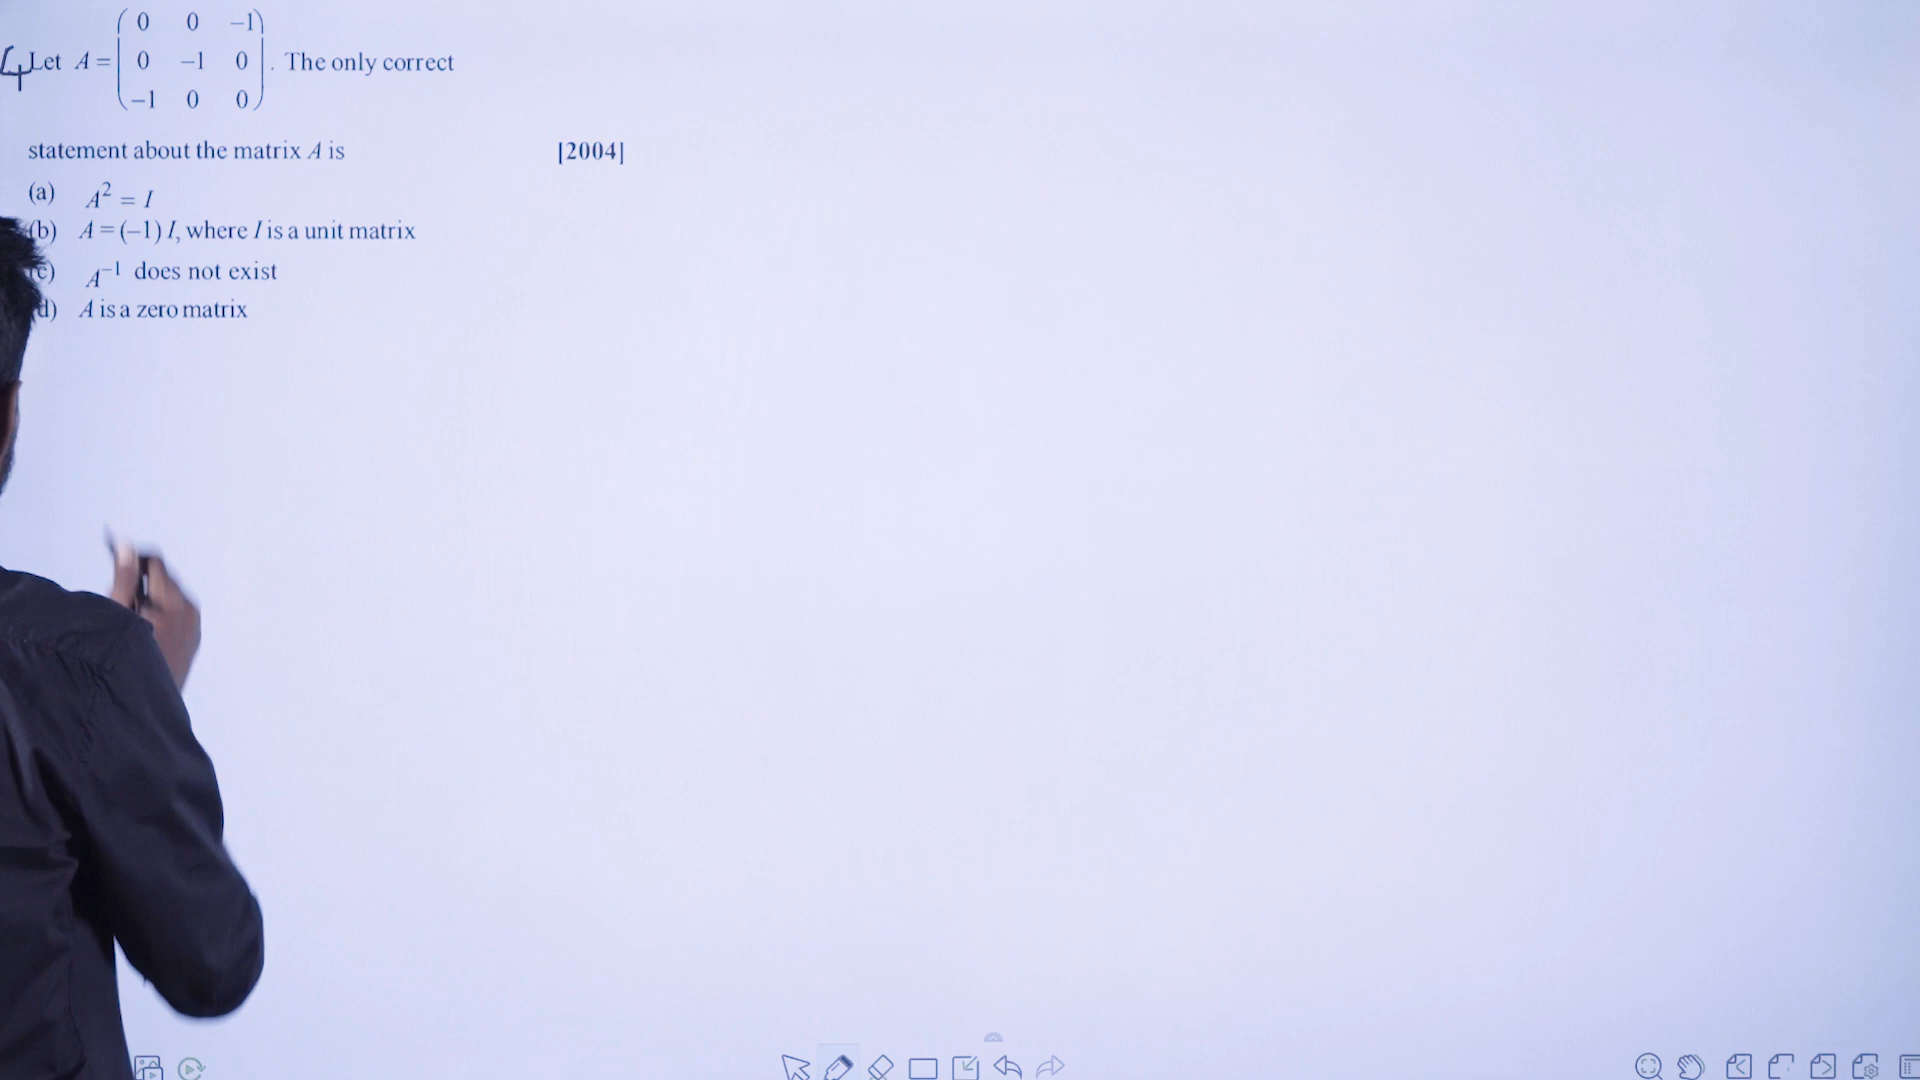 4 Let A = ( 0 0 −1
0 −1 0
−1 0 0 ) . The only correct
statement about the matrix A is [2004]
(a) A² = I
(b) A = (−1) I, where I is a unit matrix
(c) A⁻¹ does not exist
(d) A is a zero matrix